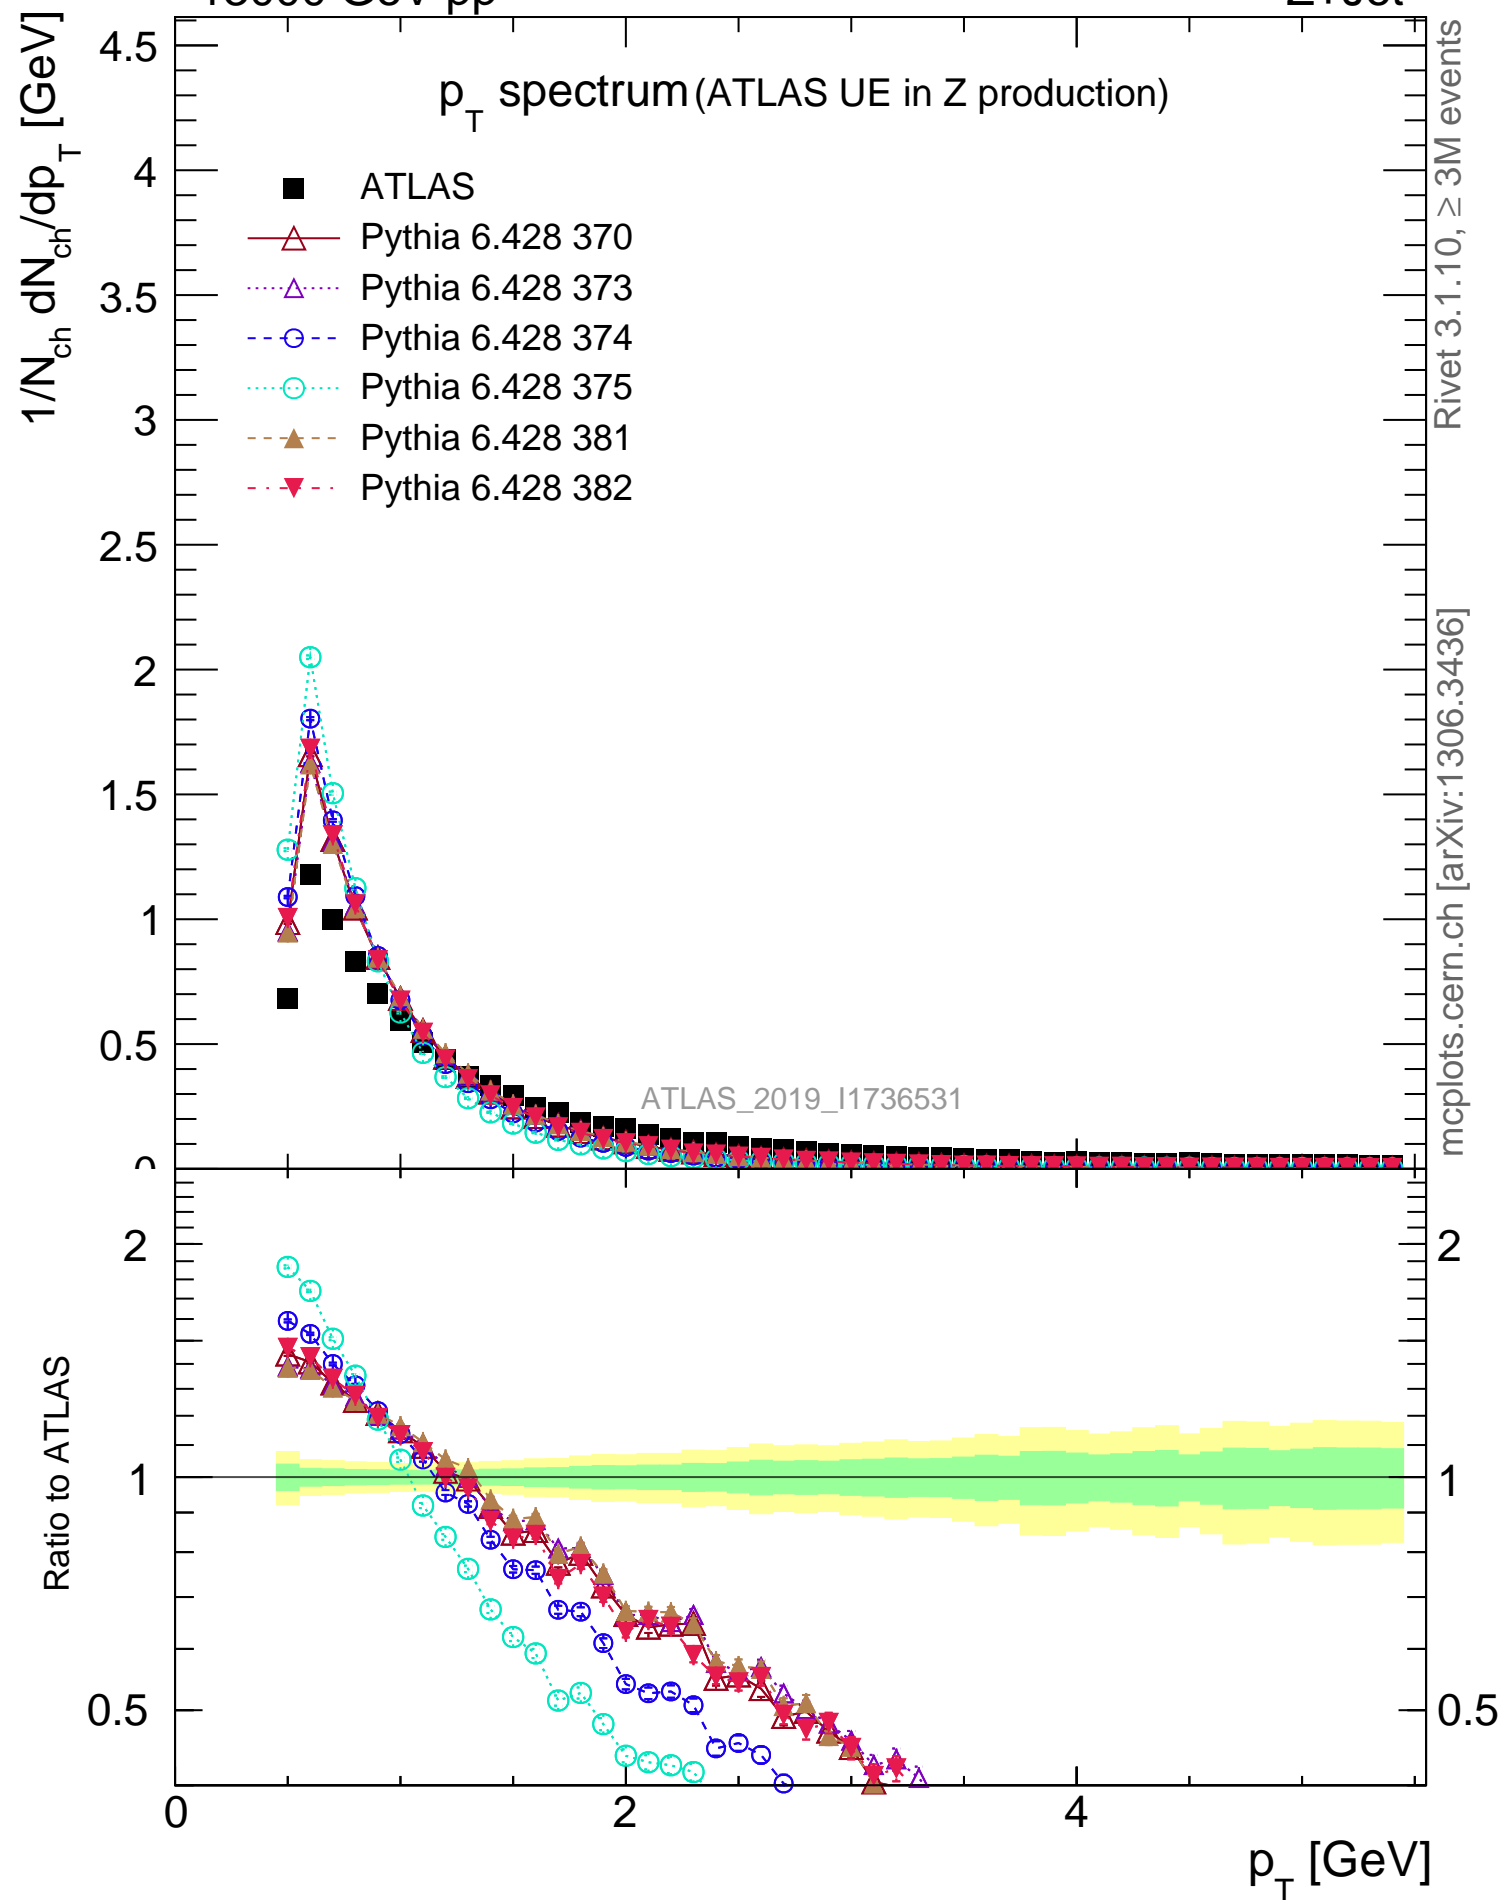 1/N_ch dN_ch/dp_T [GeV]
p_T spectrum (ATLAS UE in Z production)
ATLAS
Pythia 6.428 370
Pythia 6.428 373
Pythia 6.428 374
Pythia 6.428 375
Pythia 6.428 381
Pythia 6.428 382
4.5
4
3.5
3
2.5
2
1.5
1
0.5
0
ATLAS_2019_I1736531
Rivet 3.1.10, ≥ 3M events
mcplots.cern.ch [arXiv:1306.3436]
Ratio to ATLAS
2
1
0.5
2
1
0.5
0
2
4
p_T [GeV]